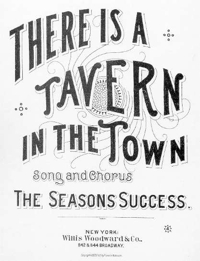 THERE IS A
TAVERN
IN THE TOWN
Song and Chorus
THE SEASONS SUCCESS.
NEW YORK:
Willis Woodward & Co.,
842 & 844 BROADWAY.